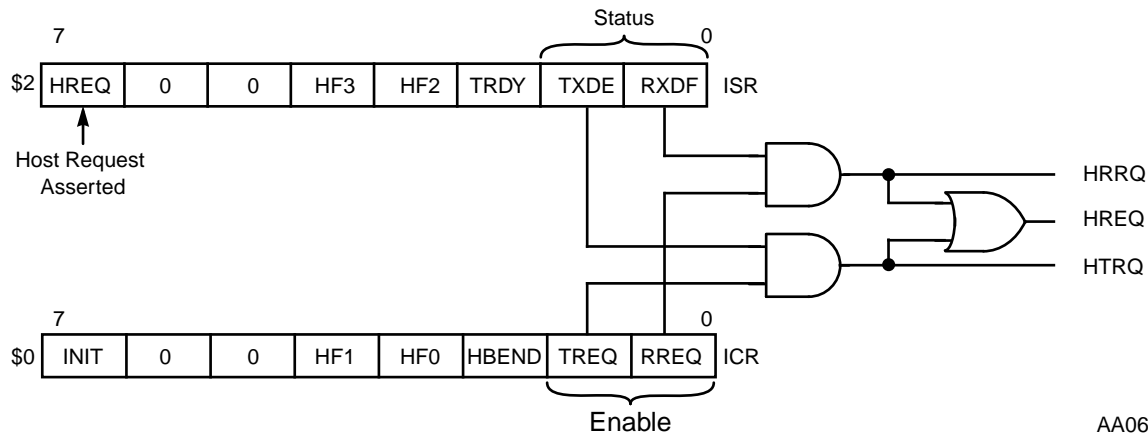 Status
7 0
$2 HREQ 0 0 HF3 HF2 TRDY TXDE RXDF ISR
Host Request
Asserted
HRRQ
HREQ
HTRQ
7 0
$0 INIT 0 0 HF1 HF0 HBEND TREQ RREQ ICR
Enable
AA06